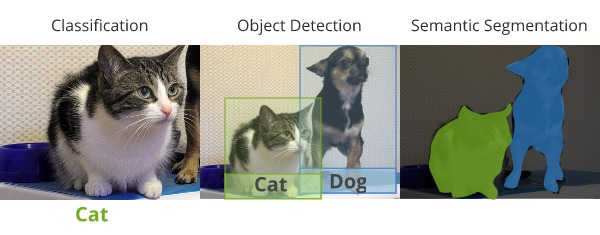 Classification
Object Detection
Semantic Segmentation
Cat
Dog
Cat